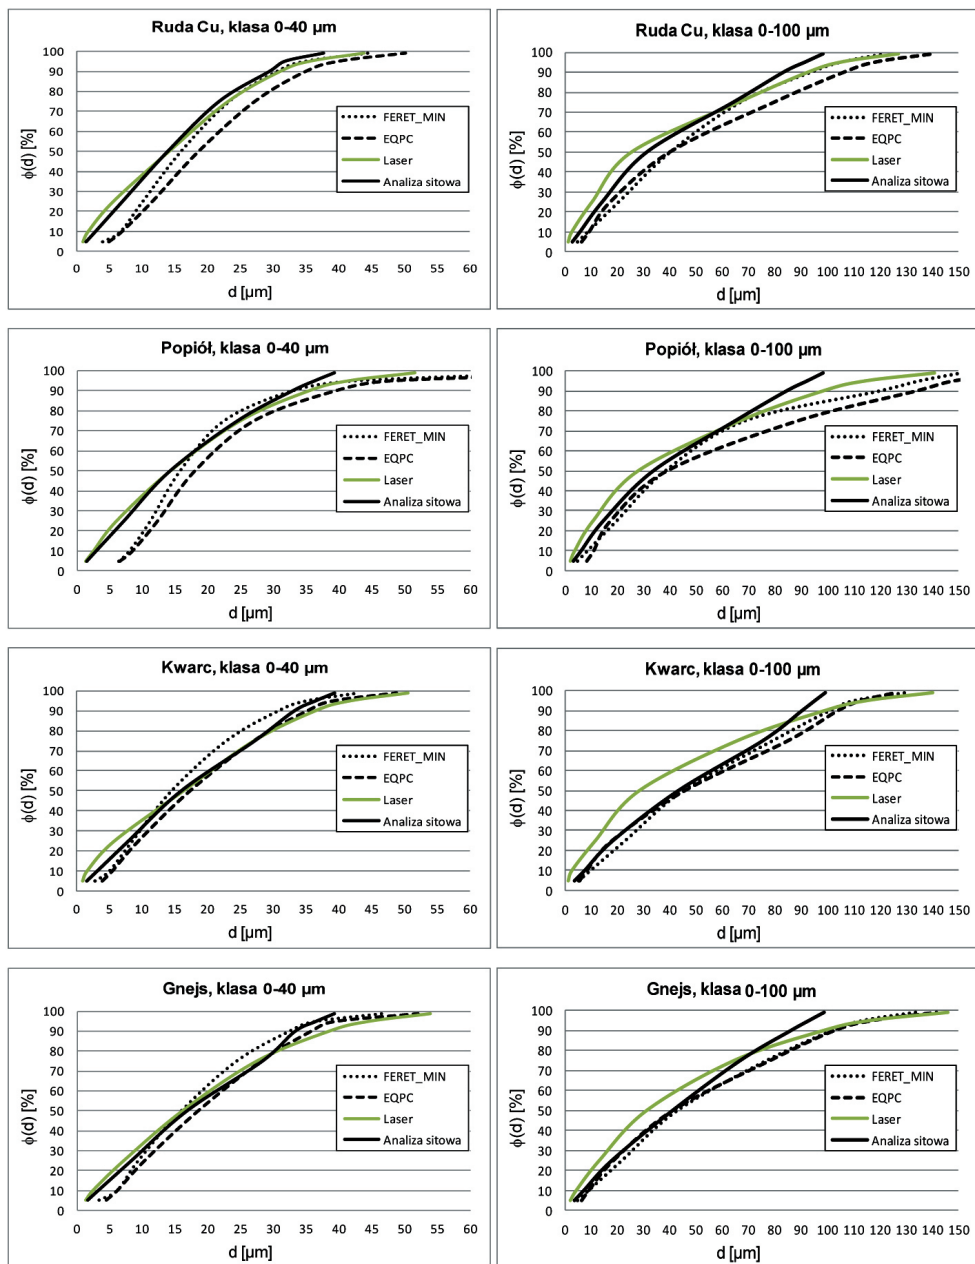 Ruda Cu, klasa 0-40 µm
100
90
80
70
60
50
40
30
20
10
0
ϕ(d) [%]
FERET_MIN
EQPC
Laser
Analiza sitowa
0 5 10 15 20 25 30 35 40 45 50 55 60
d [µm]
Ruda Cu, klasa 0-100 µm
100
90
80
70
60
50
40
30
20
10
0
ϕ(d) [%]
FERET_MIN
EQPC
Laser
Analiza sitowa
0 10 20 30 40 50 60 70 80 90 100 110 120 130 140 150
d [µm]
Popiół, klasa 0-40 µm
100
90
80
70
60
50
40
30
20
10
0
ϕ(d) [%]
FERET_MIN
EQPC
Laser
Analiza sitowa
0 5 10 15 20 25 30 35 40 45 50 55 60
d [µm]
Popiół, klasa 0-100 µm
100
90
80
70
60
50
40
30
20
10
0
ϕ(d) [%]
FERET_MIN
EQPC
Laser
Analiza sitowa
0 10 20 30 40 50 60 70 80 90 100 110 120 130 140 150
d [µm]
Kwarc, klasa 0-40 µm
100
90
80
70
60
50
40
30
20
10
0
ϕ(d) [%]
FERET_MIN
EQPC
Laser
Analiza sitowa
0 5 10 15 20 25 30 35 40 45 50 55 60
d [µm]
Kwarc, klasa 0-100 µm
100
90
80
70
60
50
40
30
20
10
0
ϕ(d) [%]
FERET_MIN
EQPC
Laser
Analiza sitowa
0 10 20 30 40 50 60 70 80 90 100 110 120 130 140 150
d [µm]
Gnejs, klasa 0-40 µm
100
90
80
70
60
50
40
30
20
10
0
ϕ(d) [%]
FERET_MIN
EQPC
Laser
Analiza sitowa
0 5 10 15 20 25 30 35 40 45 50 55 60
d [µm]
Gnejs, klasa 0-100 µm
100
90
80
70
60
50
40
30
20
10
0
ϕ(d) [%]
FERET_MIN
EQPC
Laser
Analiza sitowa
0 10 20 30 40 50 60 70 80 90 100 110 120 130 140 150
d [µm]